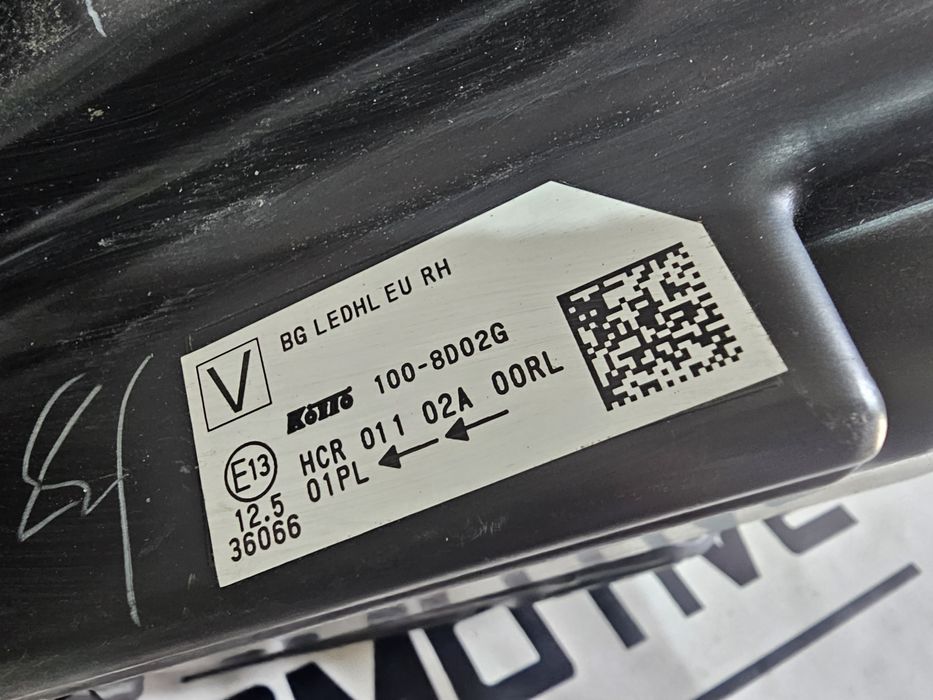 BG LEDHL EU RH
V
KOITO 100-8D02G
E13 HCR 011 02A 00RL
12.5 01PL
36066